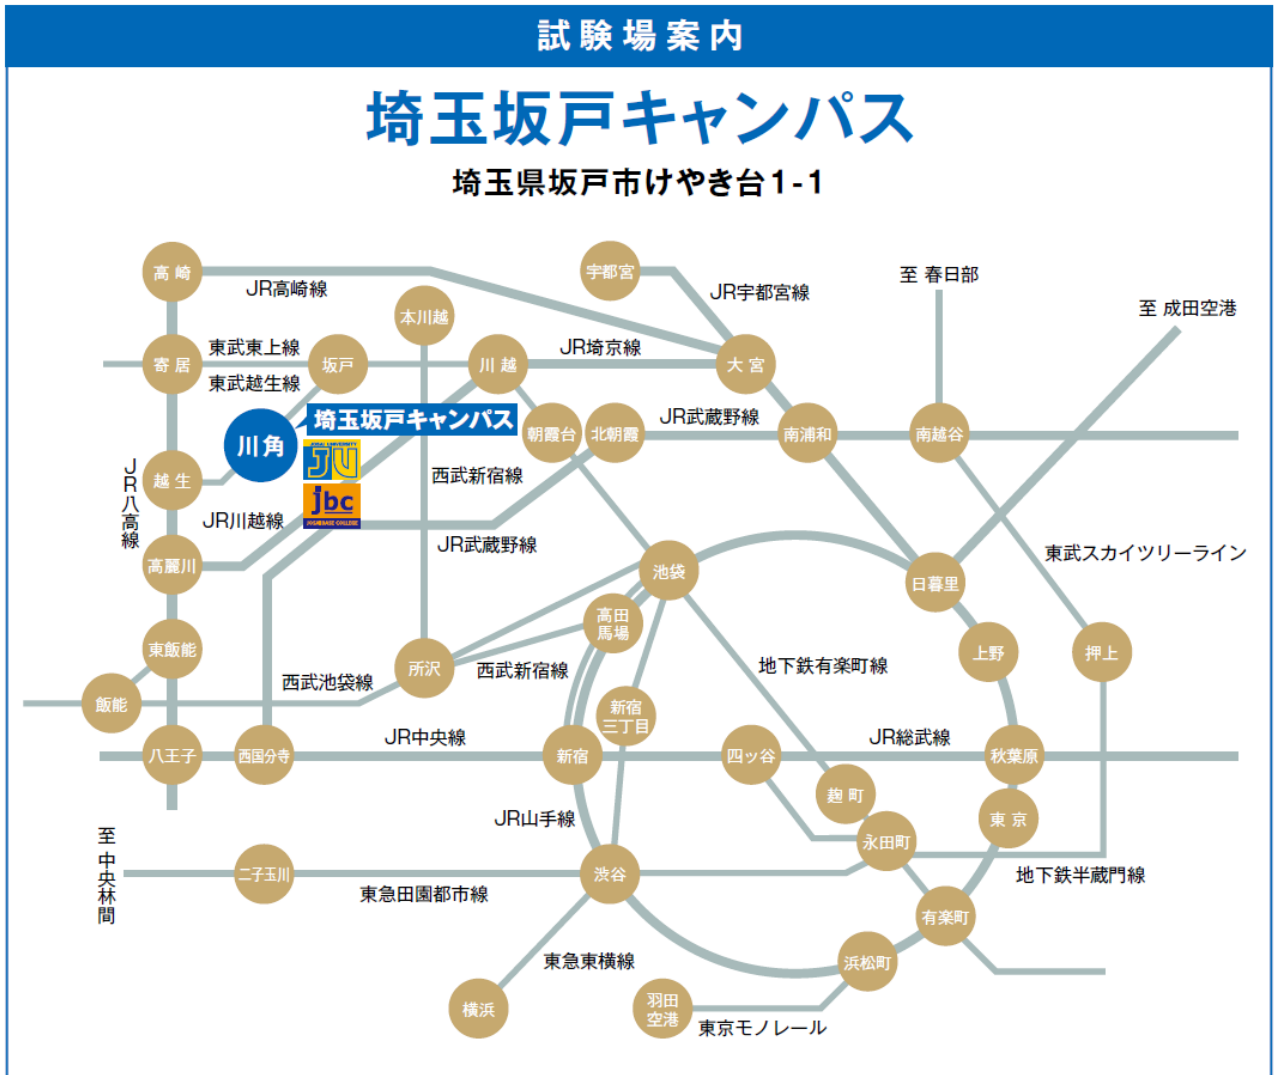 試験場案内
埼玉坂戸キャンパス
埼玉県坂戸市けやき台1-1
高崎
宇都宮
JR高崎線
JR宇都宮線
至 春日部
至 成田空港
本川越
寄居
東武東上線
坂戸
川越
JR埼京線
大宮
東武越生線
川角
埼玉坂戸キャンパス
JOSAI UNIVERSITY
JU
jbc
JOSAI BASE COLLEGE
朝霞台
北朝霞
JR武蔵野線
南浦和
南越谷
JR八高線
越生
西武新宿線
JR川越線
JR武蔵野線
高麗川
池袋
日暮里
東武スカイツリーライン
高田
馬場
東飯能
所沢
西武新宿線
西武池袋線
地下鉄有楽町線
上野
押上
飯能
新宿
三丁目
八王子
西国分寺
JR中央線
新宿
四ッ谷
JR総武線
秋葉原
麹町
東京
JR山手線
永田町
至 中央林間
二子玉川
東急田園都市線
渋谷
地下鉄半蔵門線
有楽町
東急東横線
浜松町
横浜
羽田
空港
東京モノレール